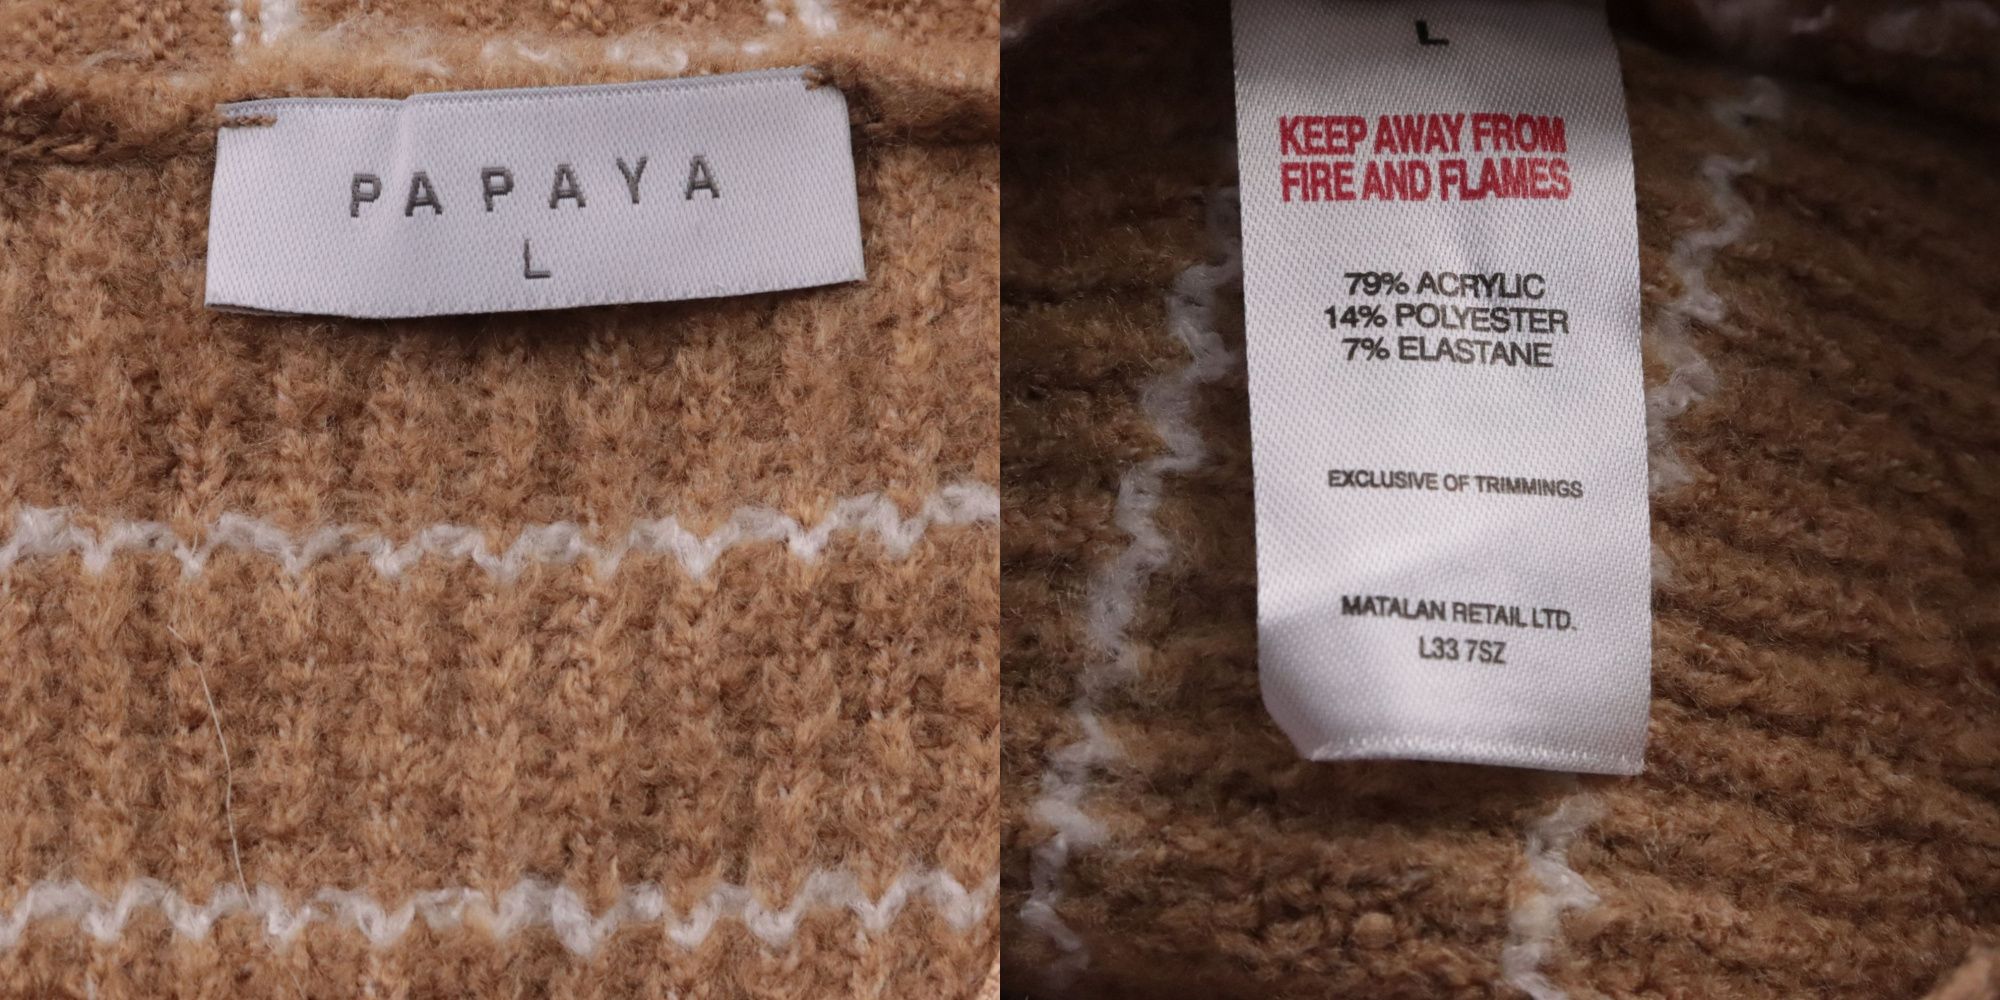 PAPAYA
L
L
KEEP AWAY FROM
FIRE AND FLAMES
79% ACRYLIC
14% POLYESTER
7% ELASTANE
EXCLUSIVE OF TRIMMINGS
MATALAN RETAIL LTD.
L33 7SZ